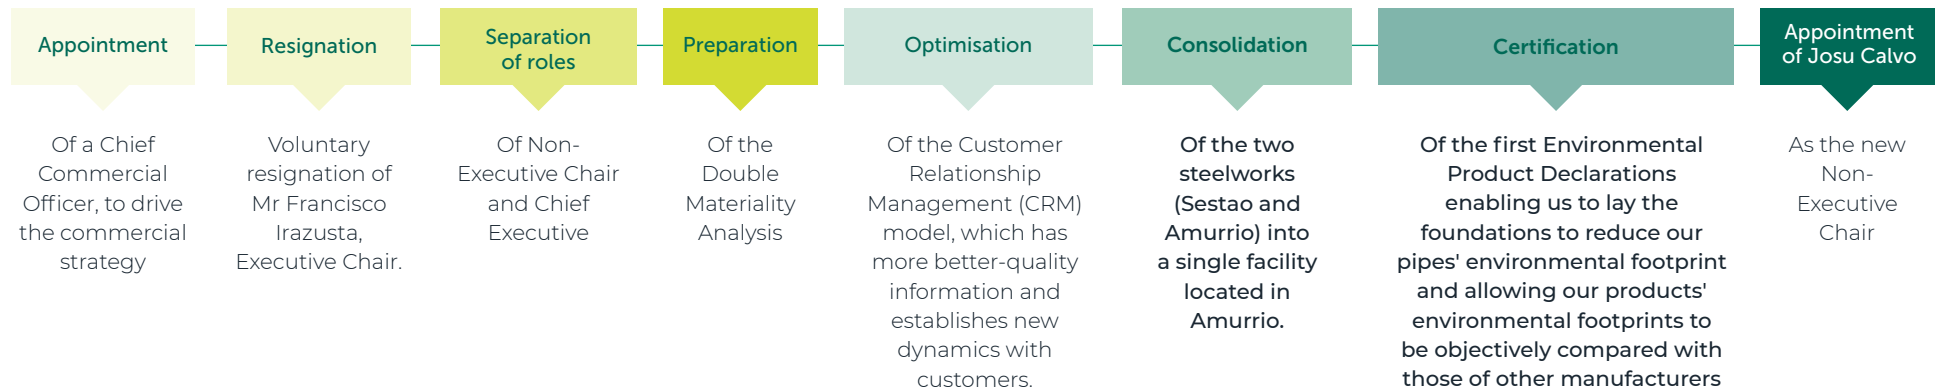 Appointment
Of a Chief
Commercial
Officer, to drive
the commercial
strategy
Resignation
Voluntary
resignation of
Mr Francisco
Irazusta,
Executive Chair.
Separation
of roles
Of Non-
Executive Chair
and Chief
Executive
Preparation
Of the
Double
Materiality
Analysis
Optimisation
Of the Customer
Relationship
Management (CRM)
model, which has
more better-quality
information and
establishes new
dynamics with
customers.
Consolidation
Of the two
steelworks
(Sestao and
Amurrio) into
a single facility
located in
Amurrio.
Certification
Of the first Environmental
Product Declarations
enabling us to lay the
foundations to reduce our
pipes' environmental footprint
and allowing our products'
environmental footprints to
be objectively compared with
those of other manufacturers
Appointment
of Josu Calvo
As the new
Non-
Executive
Chair